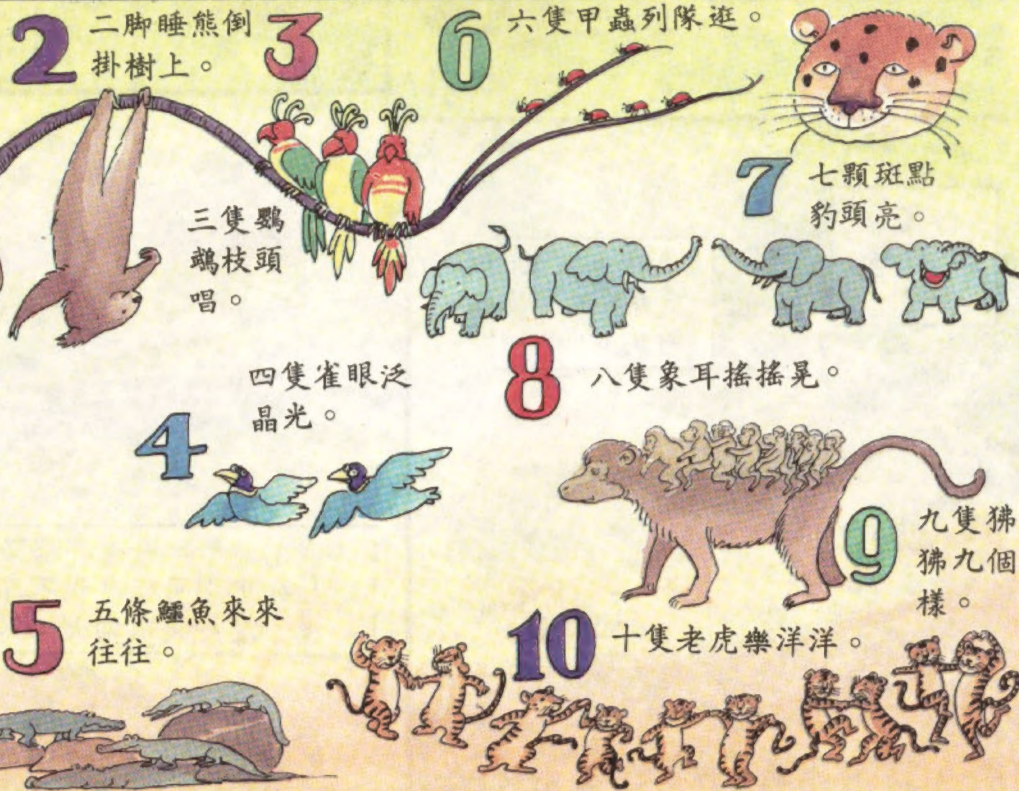 2
二脚睡熊倒
掛樹上。
3
三隻鸚
鵡枝頭
唱。
4
四隻雀眼泛
晶光。
5
五條鱷魚來來
往往。
6
六隻甲蟲列隊逛。
7
七顆斑點
豹頭亮。
8
八隻象耳搖搖晃。
9
九隻狒
狒九個
樣。
10
十隻老虎樂洋洋。